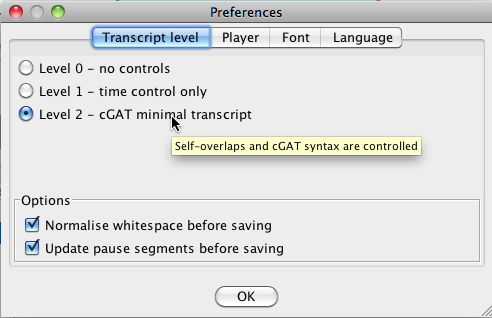 Preferences
Transcript level Player Font Language
Level 0 – no controls
Level 1 – time control only
Level 2 – cGAT minimal transcript
Self-overlaps and cGAT syntax are controlled
Options
Normalise whitespace before saving
Update pause segments before saving
OK